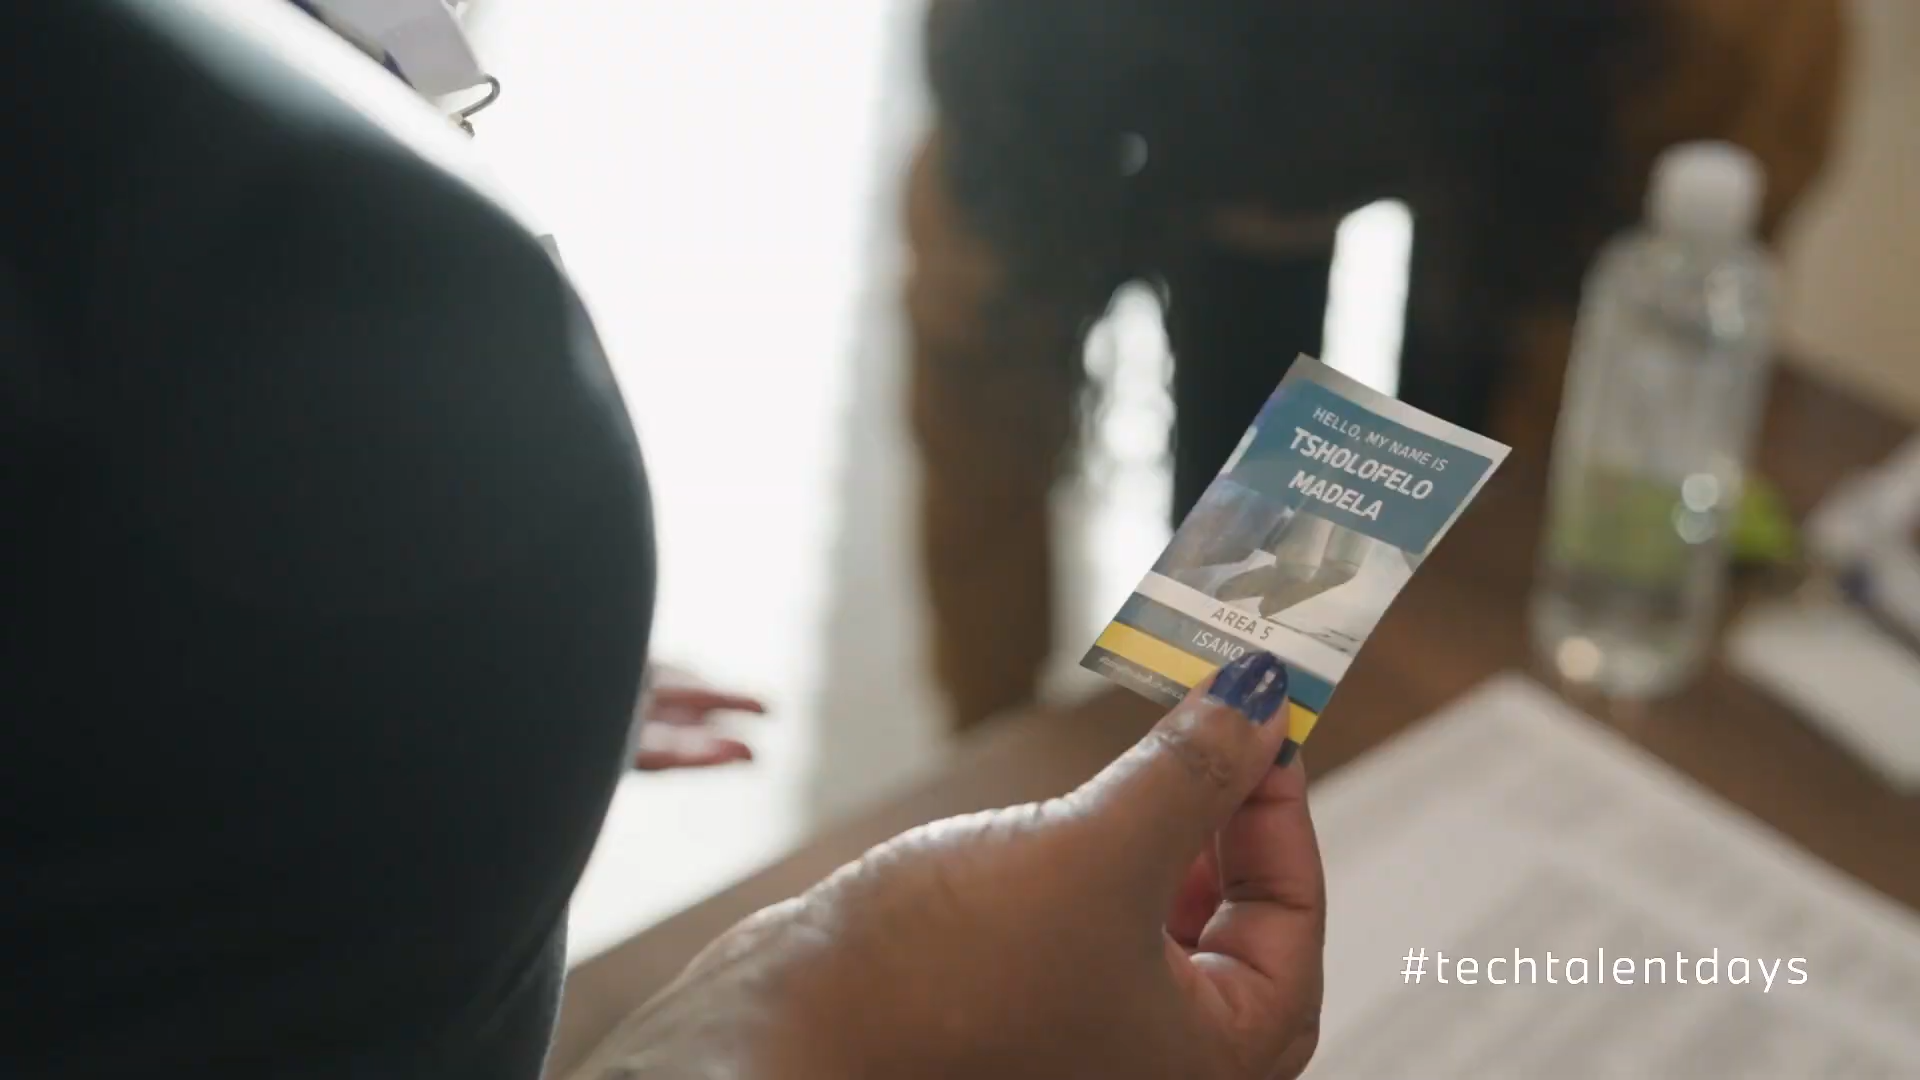 HELLO, MY NAME IS
TSHOLOFELO
MADELA
AREA 5
#techtalentdays